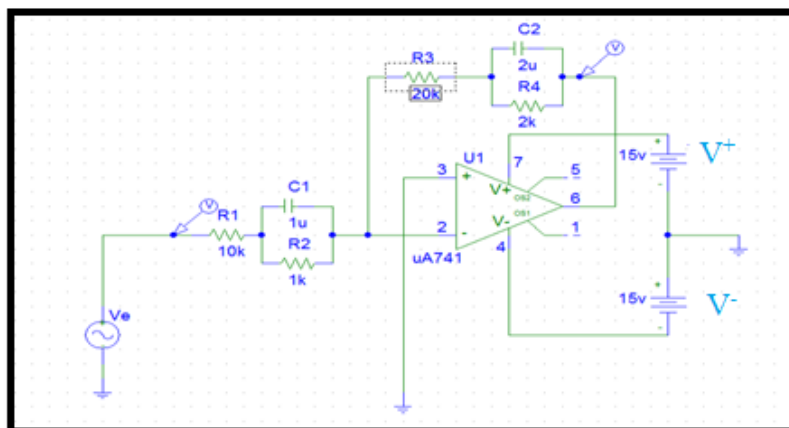 C2
R3
V
2u
20k
R4
2k
U1
7
15v
V+
3
+
V+
5
OS2
C1
6
OS1
V
1u
R1
2
-
V-
1
10k
R2
uA741
4
1k
15v
V-
Ve